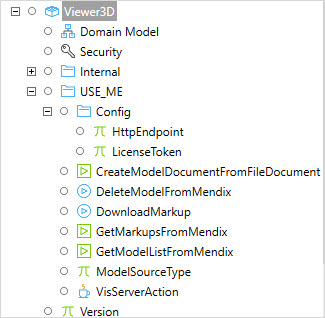 Viewer3D
Domain Model
Security
Internal
USE_ME
Config
HttpEndpoint
LicenseToken
CreateModelDocumentFromFileDocument
DeleteModelFromMendix
DownloadMarkup
GetMarkupsFromMendix
GetModelListFromMendix
ModelSourceType
VisServerAction
Version